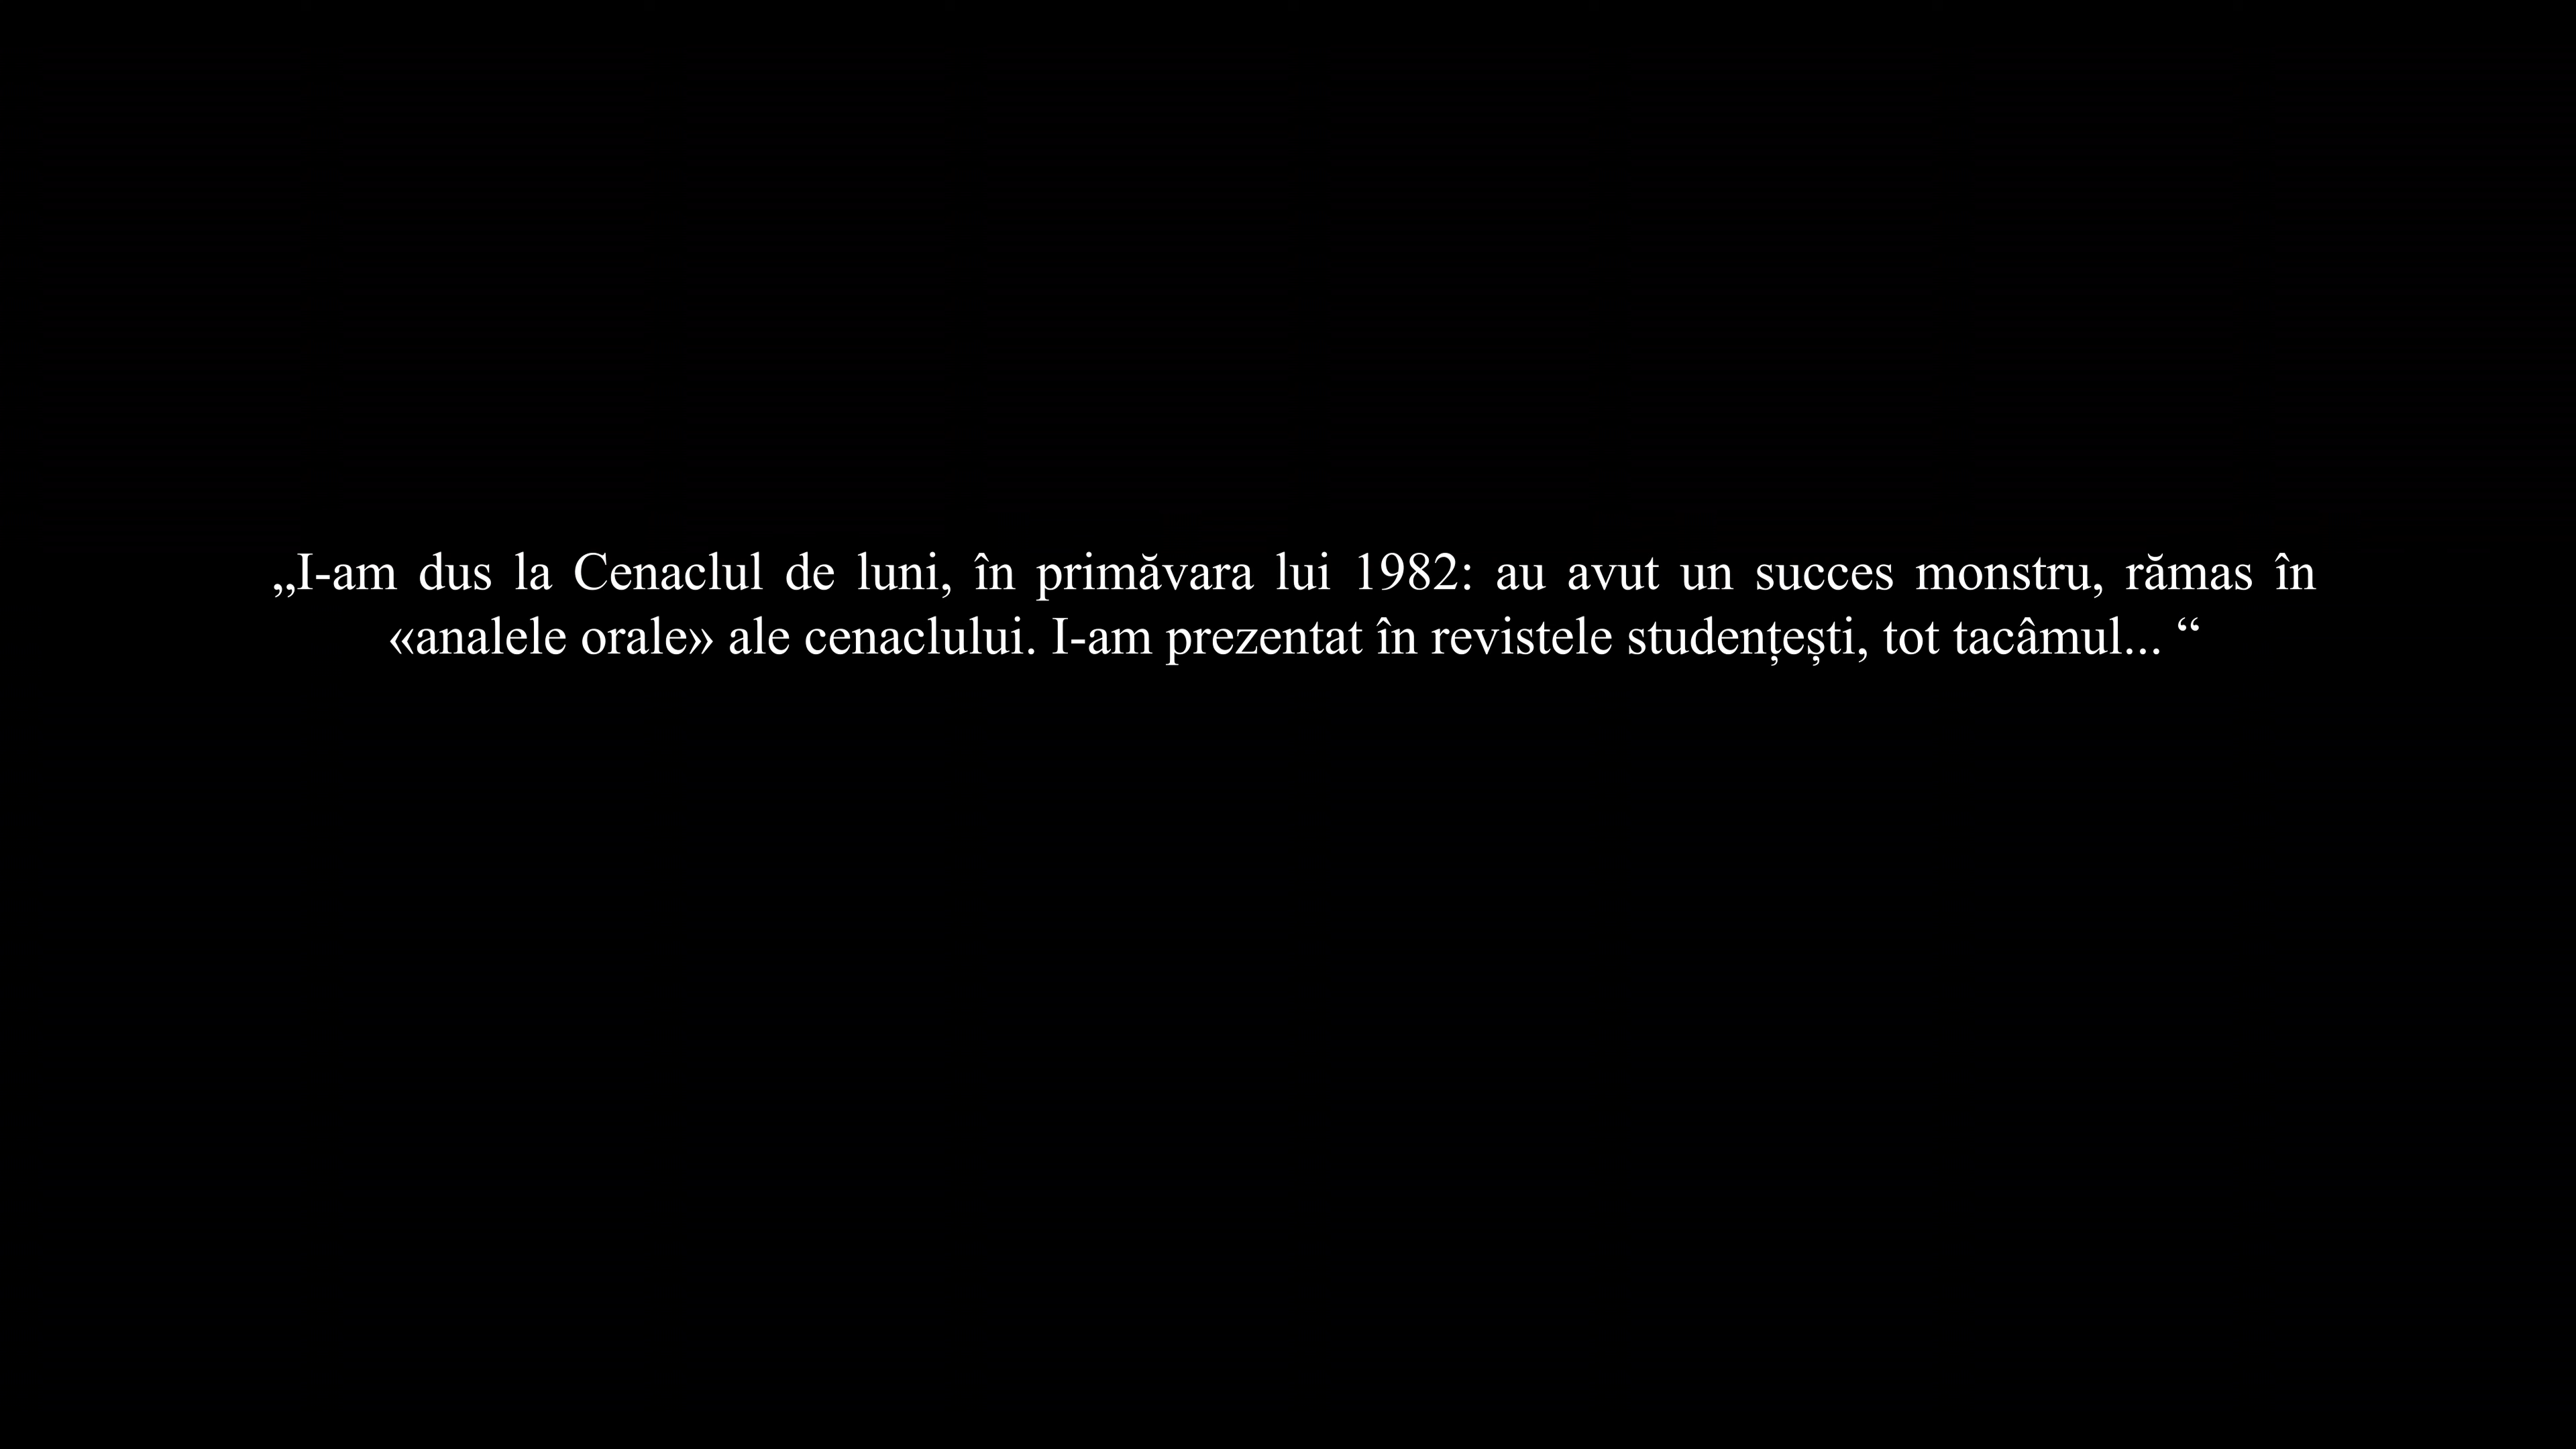 „I-am dus la Cenaclul de luni, în primăvara lui 1982: au avut un succes monstru, rămas în
«analele orale» ale cenaclului. I-am prezentat în revistele studențești, tot tacâmul... “